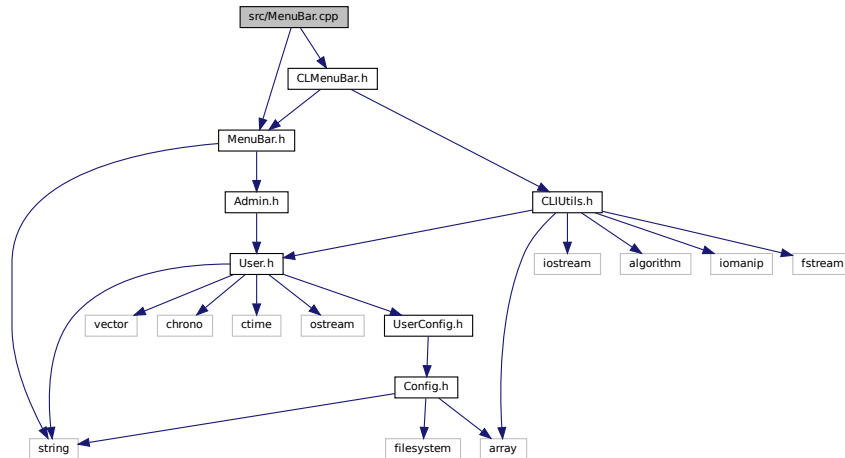 src/MenuBar.cpp
CLMenuBar.h
MenuBar.h
Admin.h
CLIUtils.h
User.h
iostream
algorithm
iomanip
fstream
vector
chrono
ctime
ostream
UserConfig.h
Config.h
string
filesystem
array